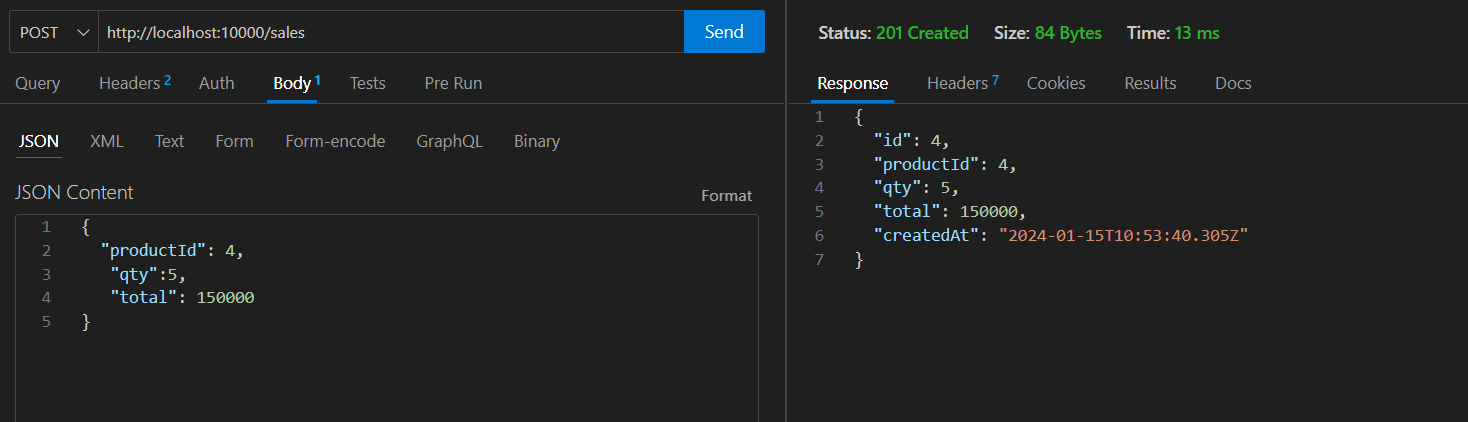 POST http://localhost:10000/sales Send
Query Headers 2 Auth Body 1 Tests Pre Run
JSON XML Text Form Form-encode GraphQL Binary
JSON Content Format
1 {
2 "productId": 4,
3 "qty":5,
4 "total": 150000
5 }
Status: 201 Created Size: 84 Bytes Time: 13 ms
Response Headers 7 Cookies Results Docs
1 {
2 "id": 4,
3 "productId": 4,
4 "qty": 5,
5 "total": 150000,
6 "createdAt": "2024-01-15T10:53:40.305Z"
7 }